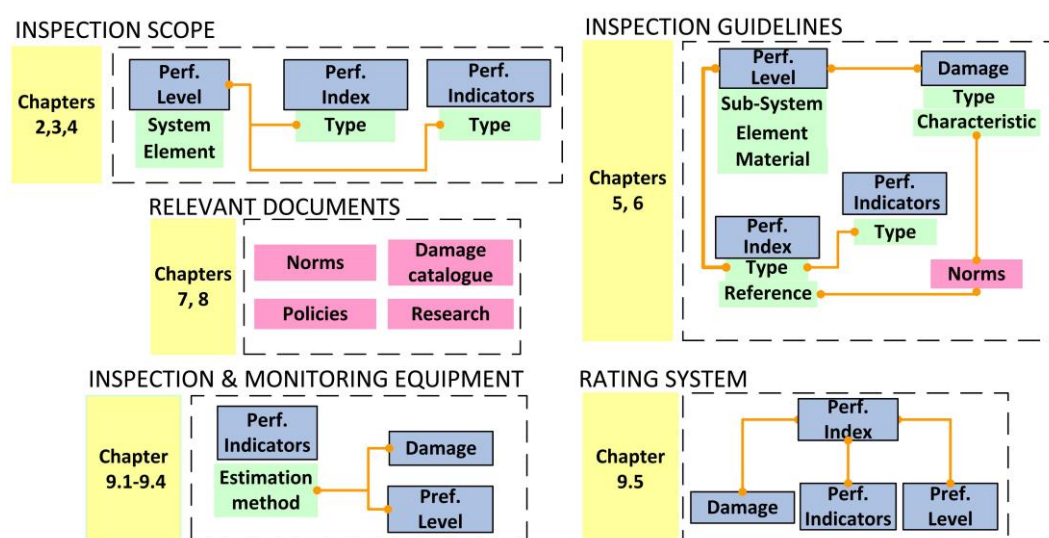 INSPECTION SCOPE
Chapters
2,3,4
Perf.
Level
System
Element
Perf.
Index
Type
Perf.
Indicators
Type
INSPECTION GUIDELINES
Chapters
5, 6
Perf.
Level
Sub-System
Element
Material
Damage
Type
Characteristic
Perf.
Indicators
Type
Perf.
Index
Type
Reference
Norms
RELEVANT DOCUMENTS
Chapters
7, 8
Norms
Damage
catalogue
Policies
Research
INSPECTION & MONITORING EQUIPMENT
Chapter
9.1-9.4
Perf.
Indicators
Estimation
method
Damage
Pref.
Level
RATING SYSTEM
Chapter
9.5
Perf.
Index
Damage
Perf.
Indicators
Pref.
Level